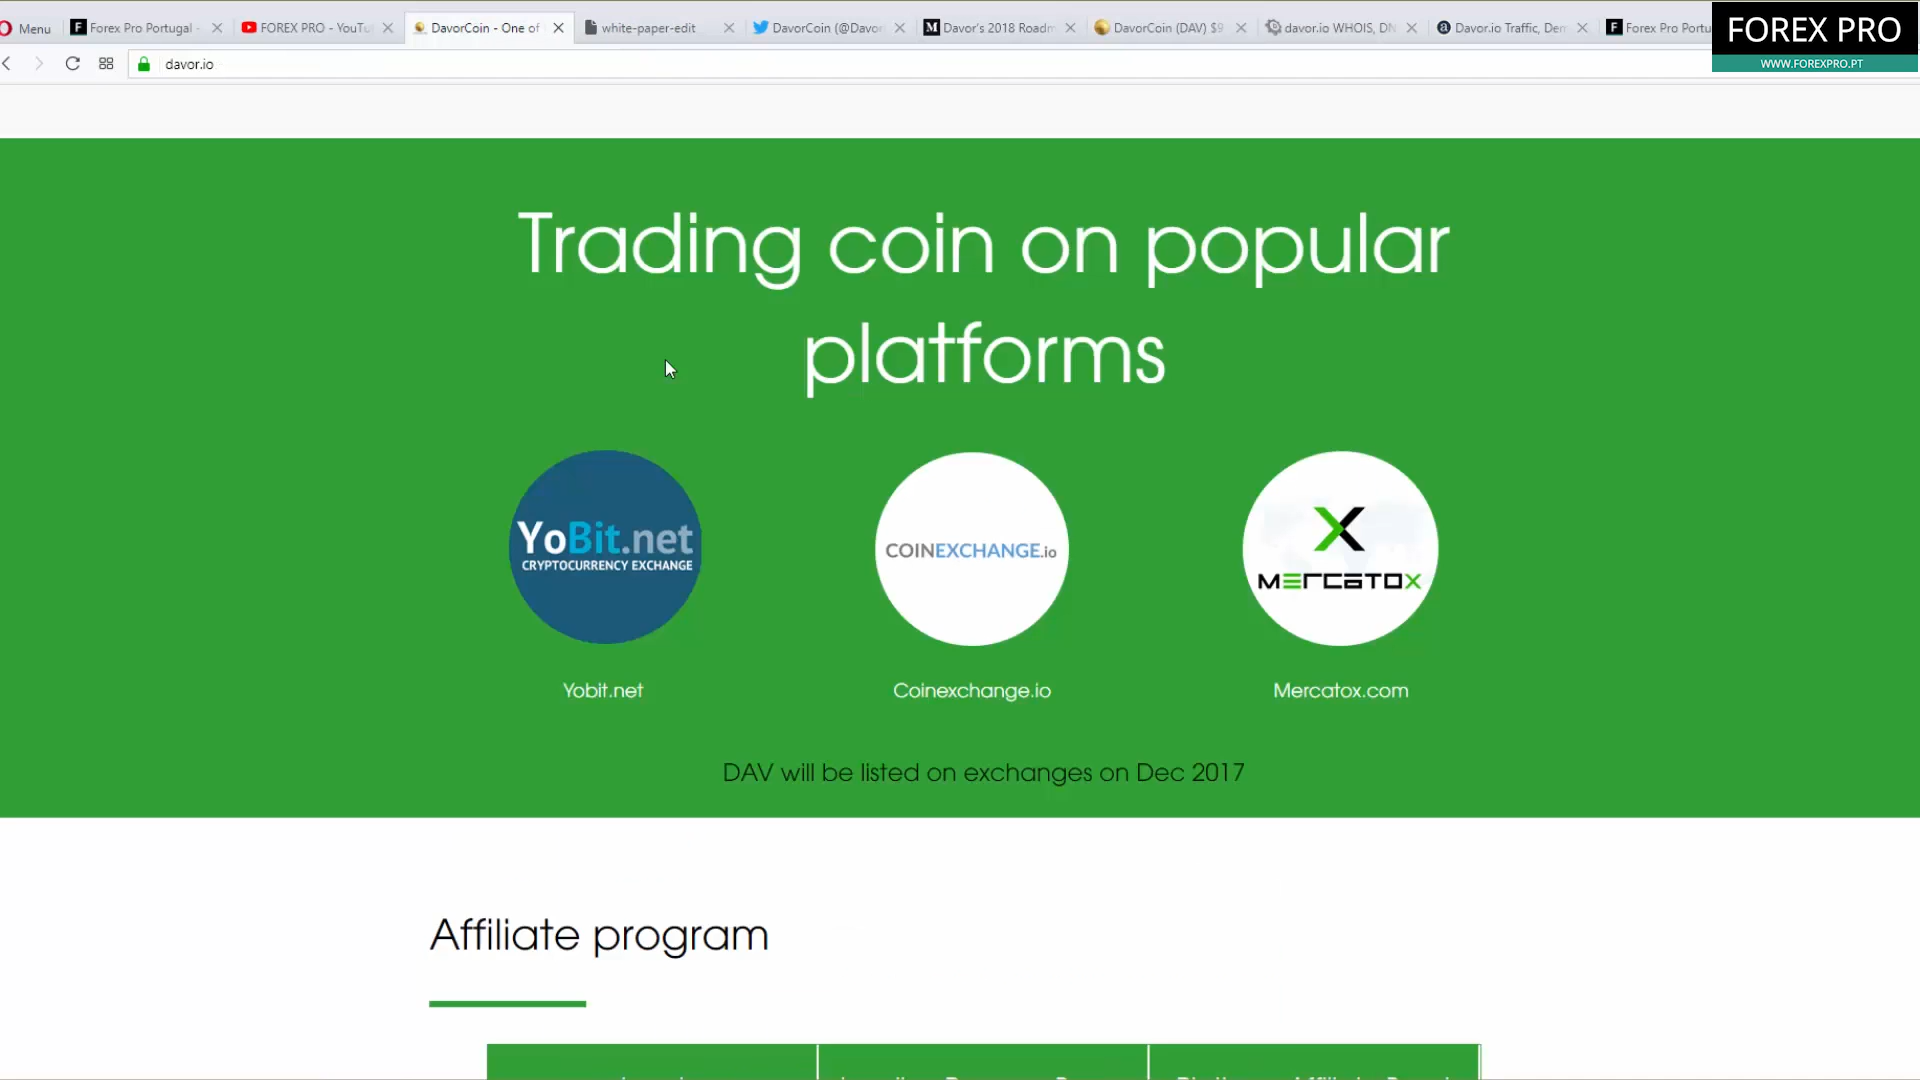 Menu
Forex Pro Portugal -
FOREX PRO - YouTu
DavorCoin - One of
white-paper-edit
DavorCoin (@Davor
Davor's 2018 Roadm
DavorCoin (DAV) $9
davor.io WHOIS, DN
Davor.io Traffic, Dem
Forex Pro Portu
FOREX PRO
WWW.FOREXPRO.PT
davor.io
Trading coin on popular
platforms
YoBit.net
CRYPTOCURRENCY EXCHANGE
COINEXCHANGE.io
MERCATOX
Yobit.net
Coinexchange.io
Mercatox.com
DAV will be listed on exchanges on Dec 2017
Affiliate program